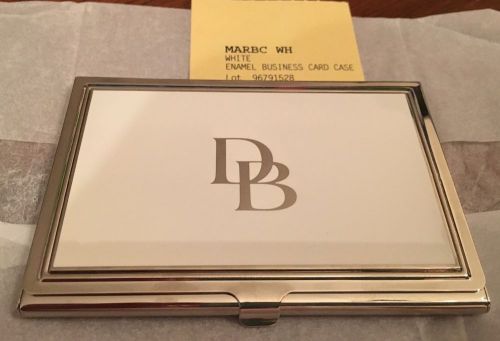 MARBC WH
WHITE
ENAMEL BUSINESS CARD CASE
Lot 96791528
DB